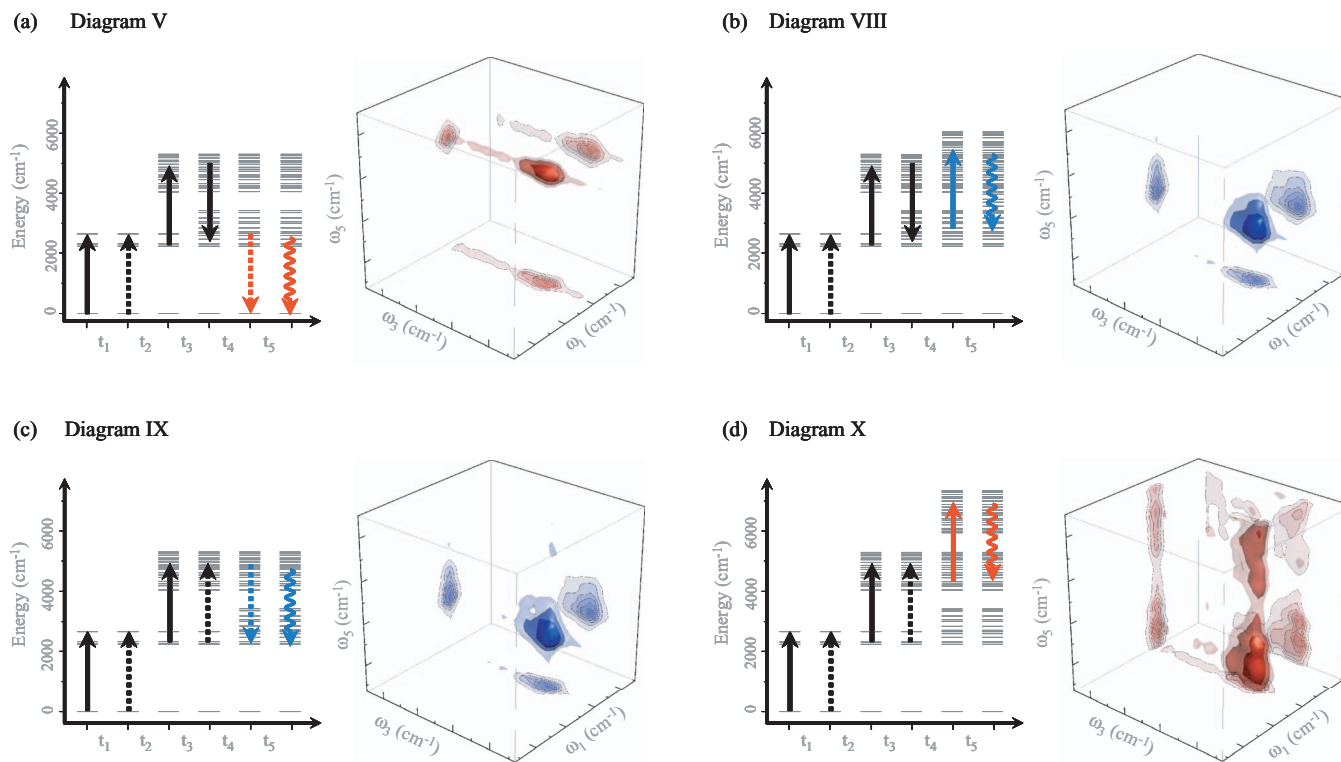 (a) Diagram V
Energy (cm⁻¹)
6000
4000
2000
0
t₁ t₂ t₃ t₄ t₅
ω₅ (cm⁻¹)
ω₃ (cm⁻¹)
ω₁ (cm⁻¹)
(b) Diagram VIII
Energy (cm⁻¹)
6000
4000
2000
0
t₁ t₂ t₃ t₄ t₅
ω₅ (cm⁻¹)
ω₃ (cm⁻¹)
ω₁ (cm⁻¹)
(c) Diagram IX
Energy (cm⁻¹)
6000
4000
2000
0
t₁ t₂ t₃ t₄ t₅
ω₅ (cm⁻¹)
ω₃ (cm⁻¹)
ω₁ (cm⁻¹)
(d) Diagram X
Energy (cm⁻¹)
6000
4000
2000
0
t₁ t₂ t₃ t₄ t₅
ω₅ (cm⁻¹)
ω₃ (cm⁻¹)
ω₁ (cm⁻¹)